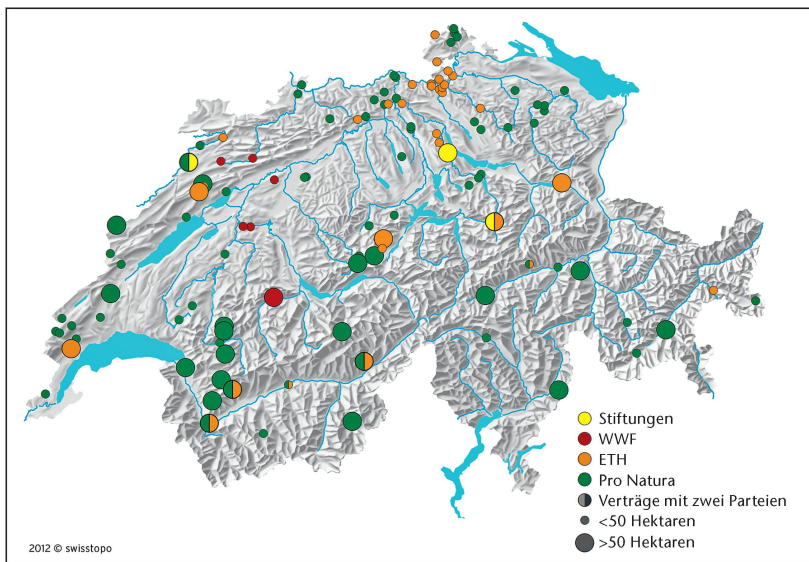 Stiftungen
WWF
ETH
Pro Natura
Verträge mit zwei Parteien
<50 Hektaren
>50 Hektaren
2012 © swisstopo